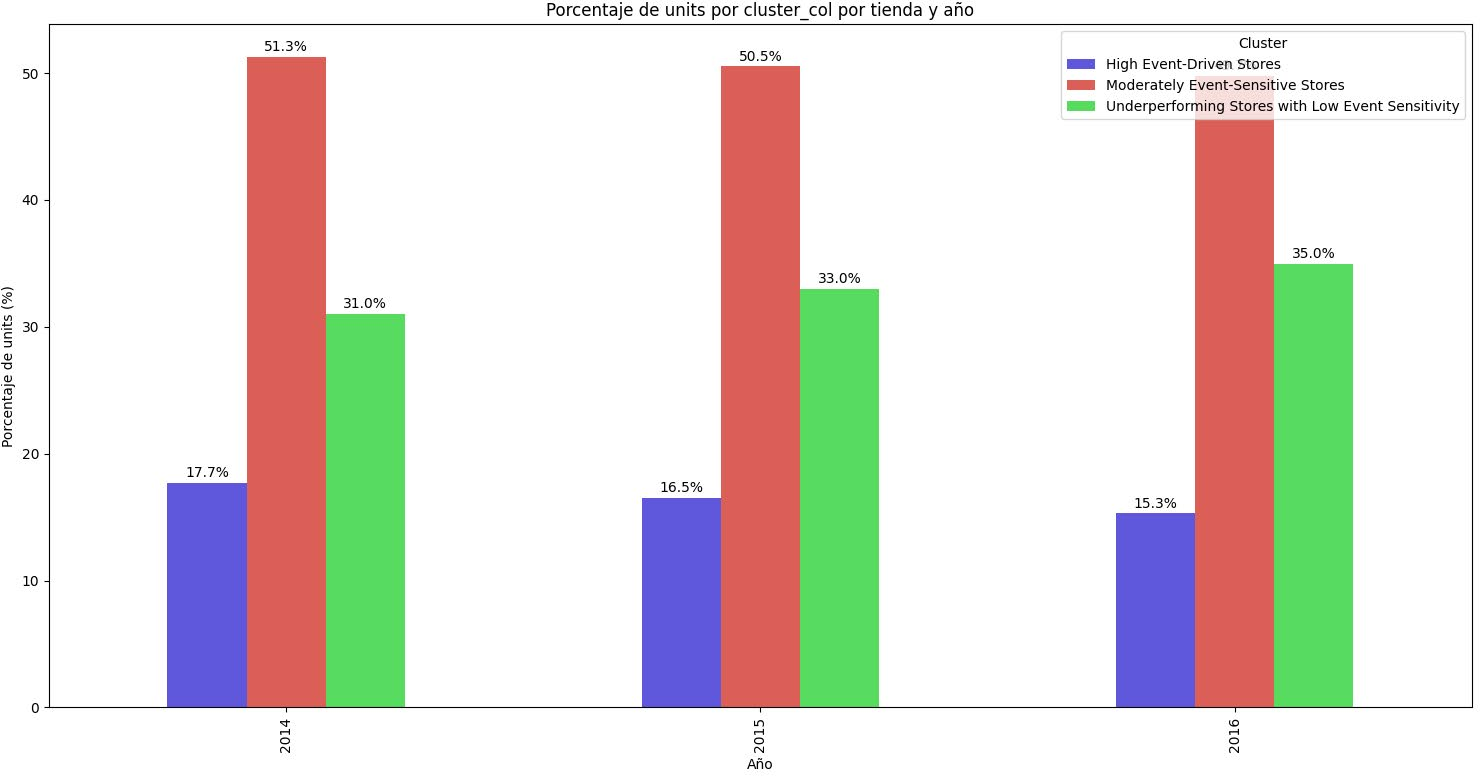 Porcentaje de units por cluster_col por tienda y año
Cluster
High Event-Driven Stores
Moderately Event-Sensitive Stores
Underperforming Stores with Low Event Sensitivity
51.3%
50.5%
50
40
35.0%
33.0%
31.0%
30
Porcentaje de units (%)
20
17.7%
16.5%
15.3%
10
0
2014
2015
2016
Año